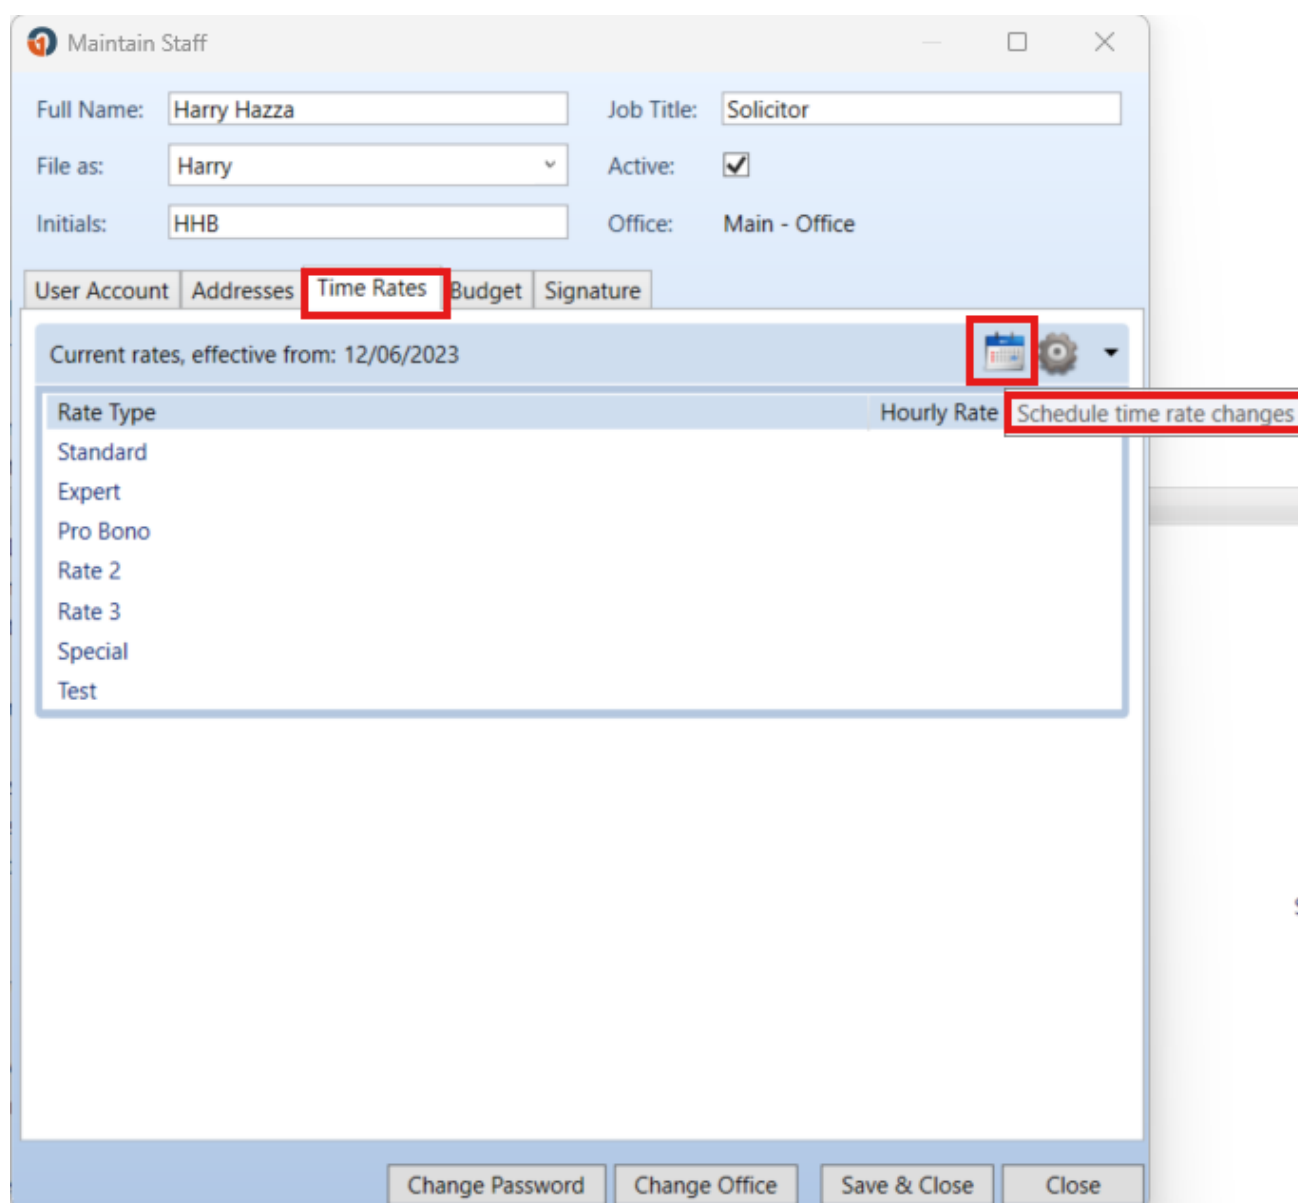 Maintain Staff
Full Name: Harry Hazza Job Title: Solicitor
File as: Harry Active:
Initials: HHB Office: Main - Office
User Account Addresses Time Rates Budget Signature
Current rates, effective from: 12/06/2023
Rate Type Hourly Rate Schedule time rate changes
Standard
Expert
Pro Bono
Rate 2
Rate 3
Special
Test
Change Password Change Office Save & Close Close